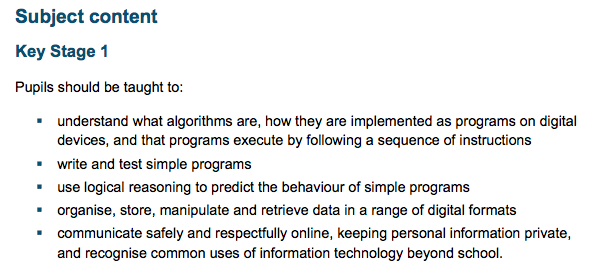 Subject content
Key Stage 1
Pupils should be taught to:
▪ understand what algorithms are, how they are implemented as programs on digital
devices, and that programs execute by following a sequence of instructions
▪ write and test simple programs
▪ use logical reasoning to predict the behaviour of simple programs
▪ organise, store, manipulate and retrieve data in a range of digital formats
▪ communicate safely and respectfully online, keeping personal information private,
and recognise common uses of information technology beyond school.